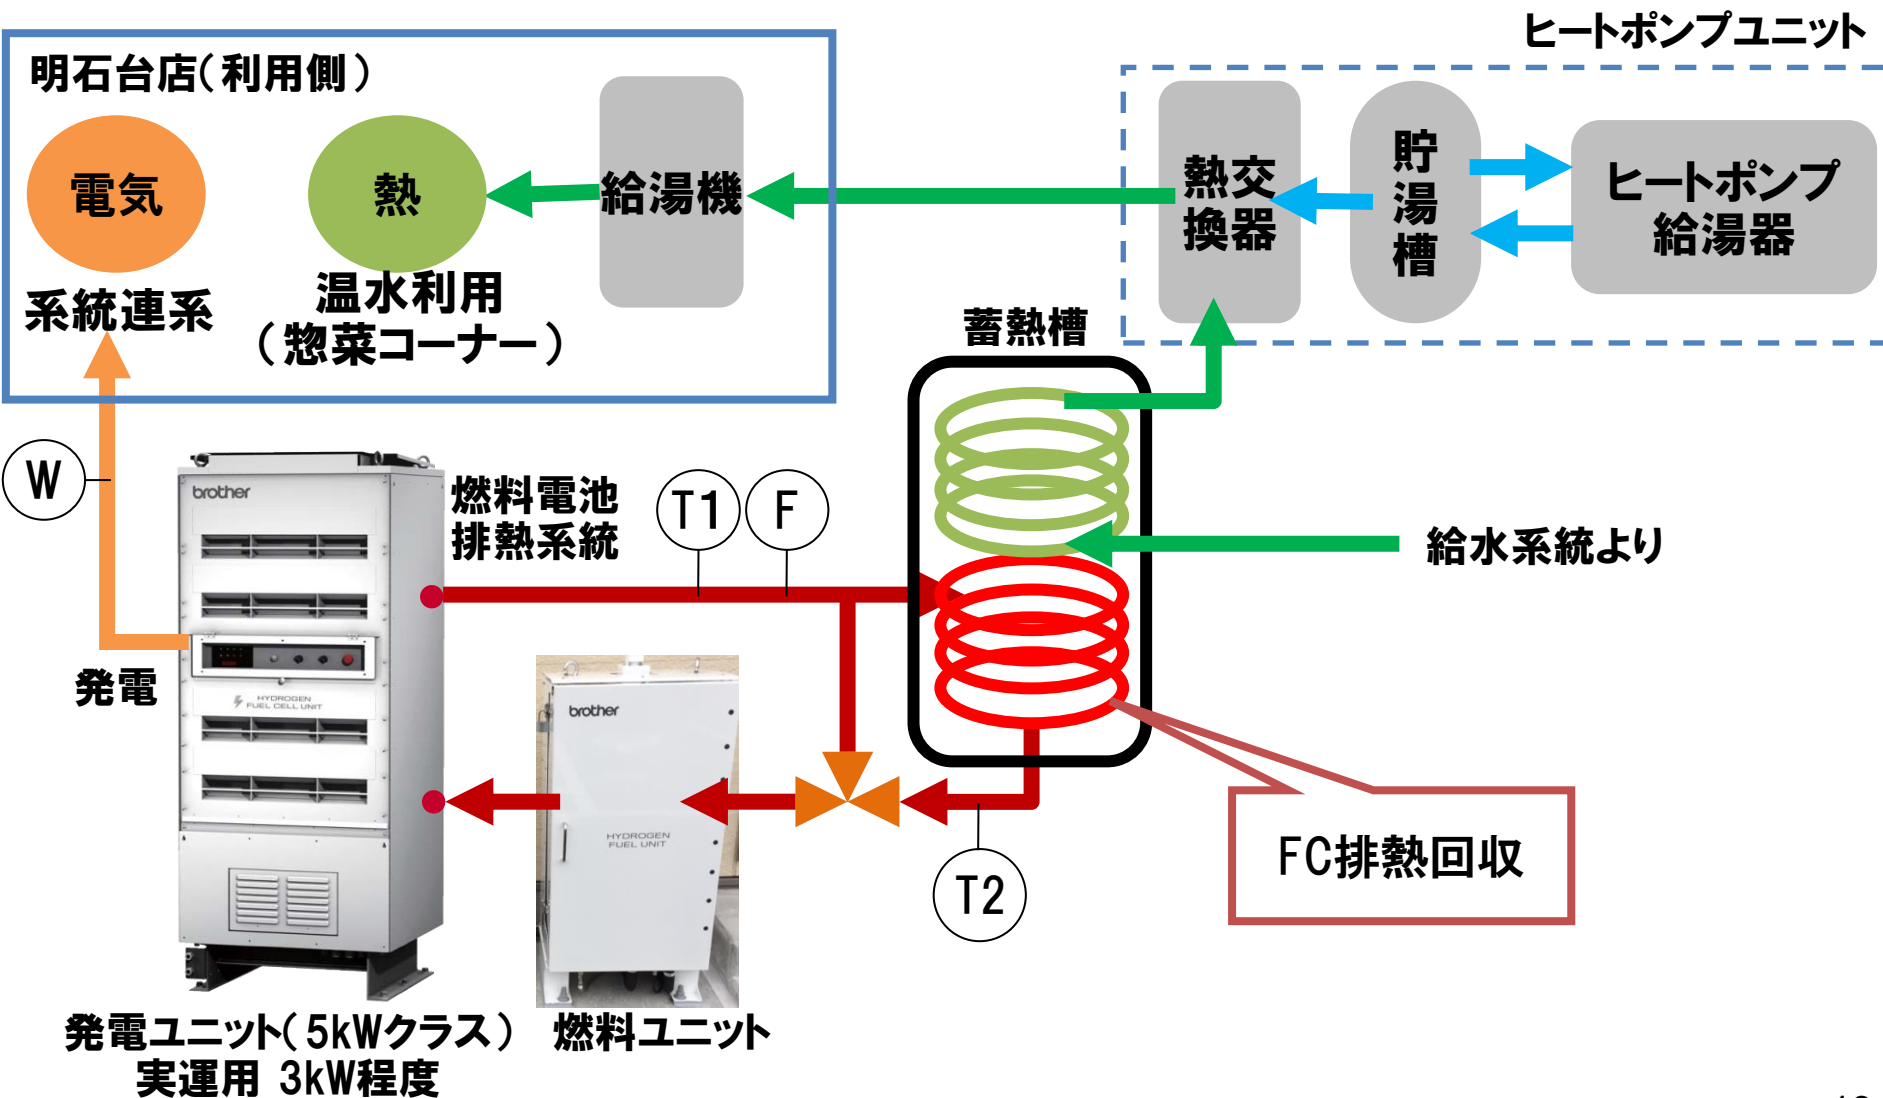 ヒートポンプユニット
明石台店(利用側)
電気
熱
給湯機
熱交
換器
貯
湯
槽
ヒートポンプ
給湯器
系統連系
温水利用
(惣菜コーナー)
蓄熱槽
W
brother
燃料電池
排熱系統
T1
F
給水系統より
発電
HYDROGEN
FUEL CELL UNIT
brother
HYDROGEN
FUEL UNIT
FC排熱回収
T2
発電ユニット(5kWクラス)
実運用 3kW程度
燃料ユニット